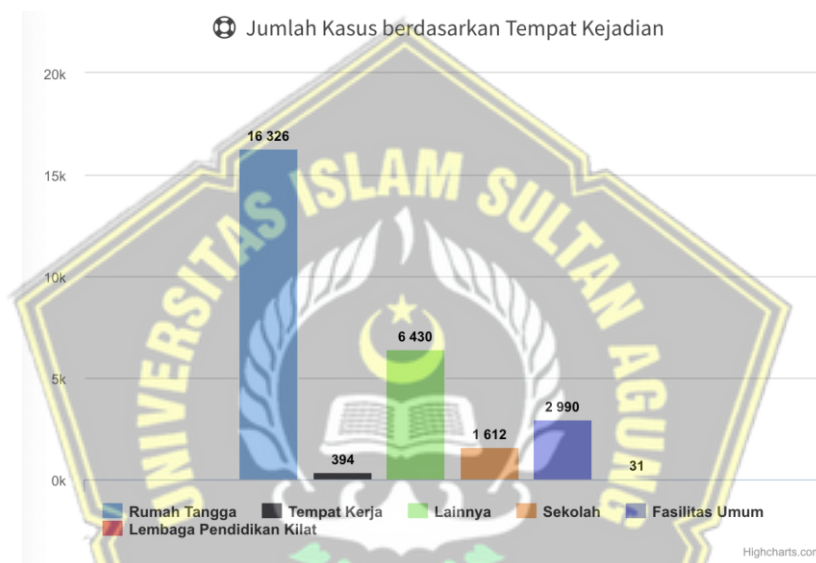 Jumlah Kasus berdasarkan Tempat Kejadian
20k
16 326
15k
UNIVERSITAS ISLAM SULTAN AGUNG
10k
6 430
5k
2 990
1 612
394
31
0k
Rumah Tangga Tempat Kerja Lainnya Sekolah Fasilitas Umum
Lembaga Pendidikan Kilat
Highcharts.com